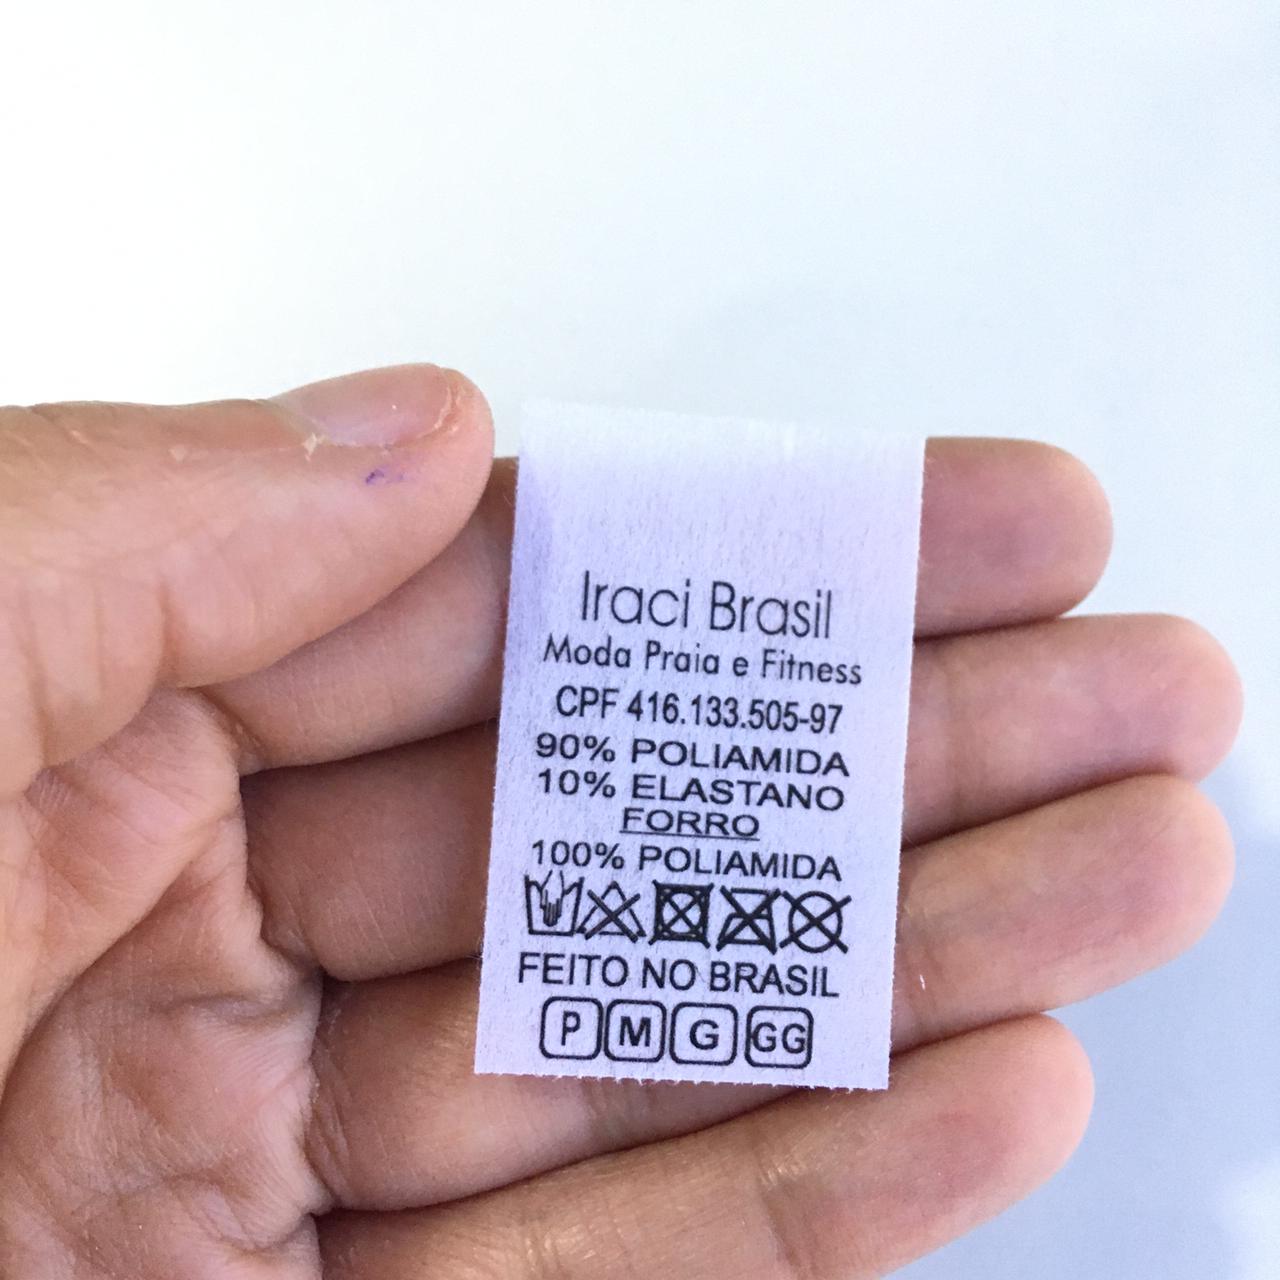 Iraci Brasil
Moda Praia e Fitness
CPF 416.133.505-97
90% POLIAMIDA
10% ELASTANO
FORRO
100% POLIAMIDA
FEITO NO BRASIL
P M G GG